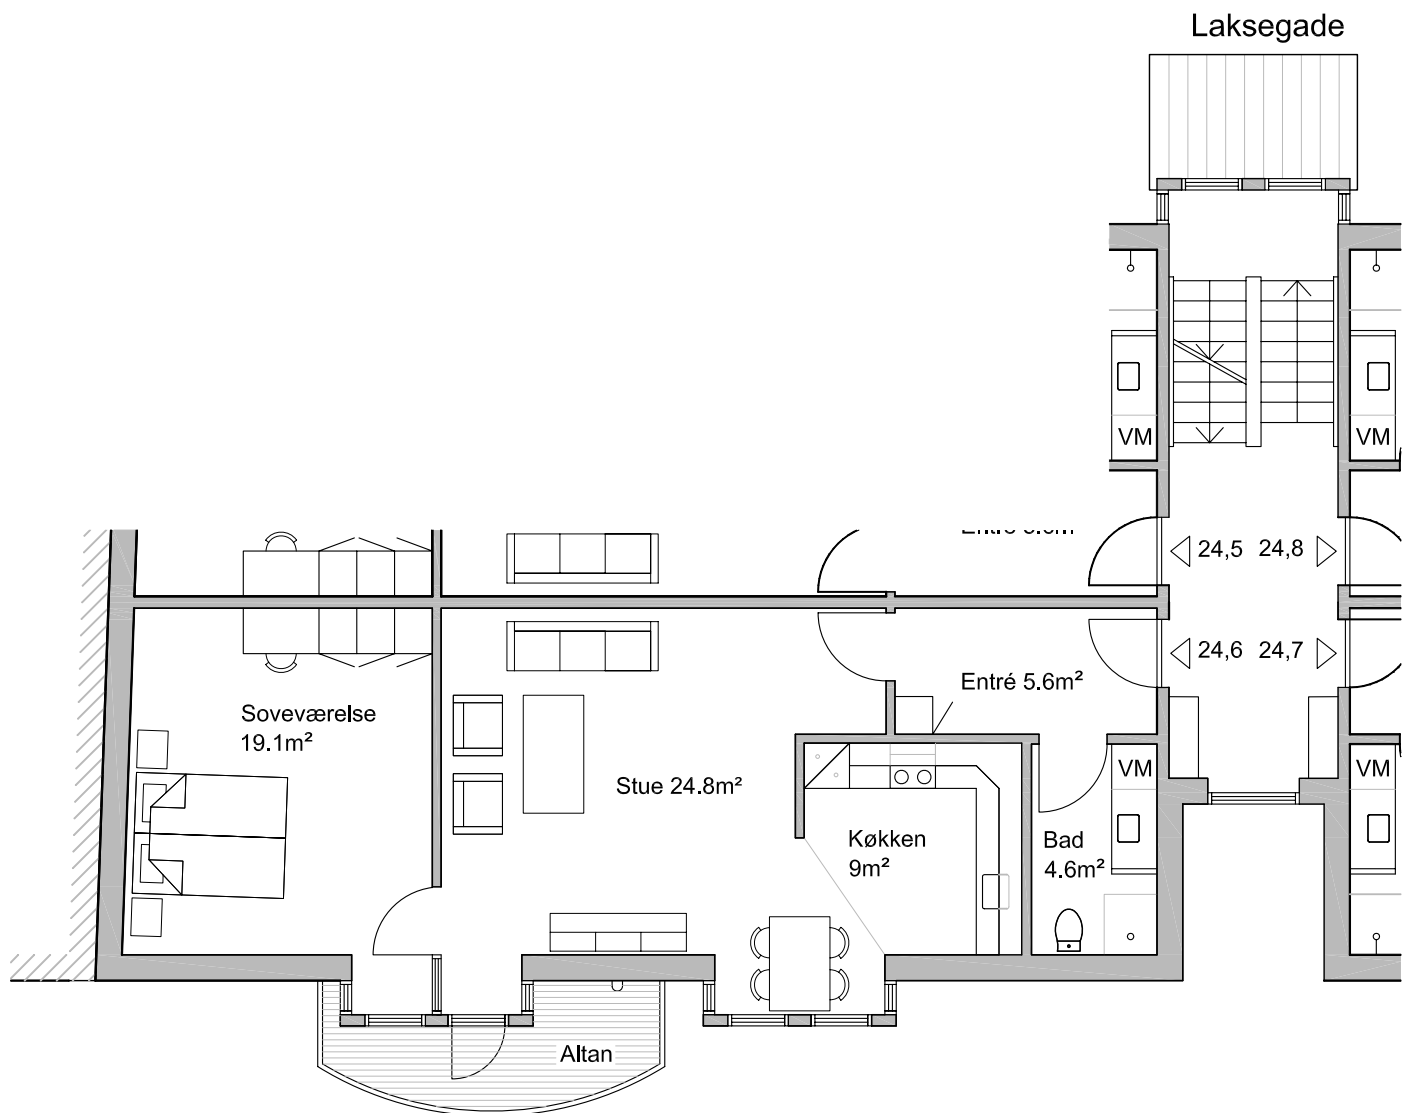 Laksegade
VM
VM
24,5
24,8
24,6
24,7
Entré 5.6m²
Soveværelse
19.1m²
Stue 24.8m²
VM
VM
Køkken
9m²
Bad
4.6m²
Altan